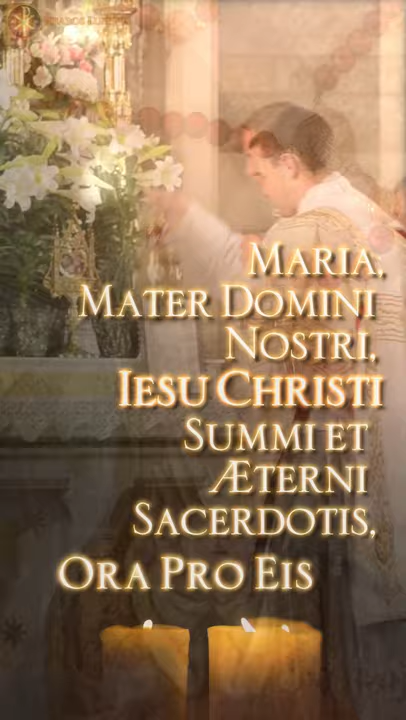 Maria,
Mater Domini
Nostri,
Iesu Christi
Summi et
Æterni
Sacerdotis,
Ora Pro Eis